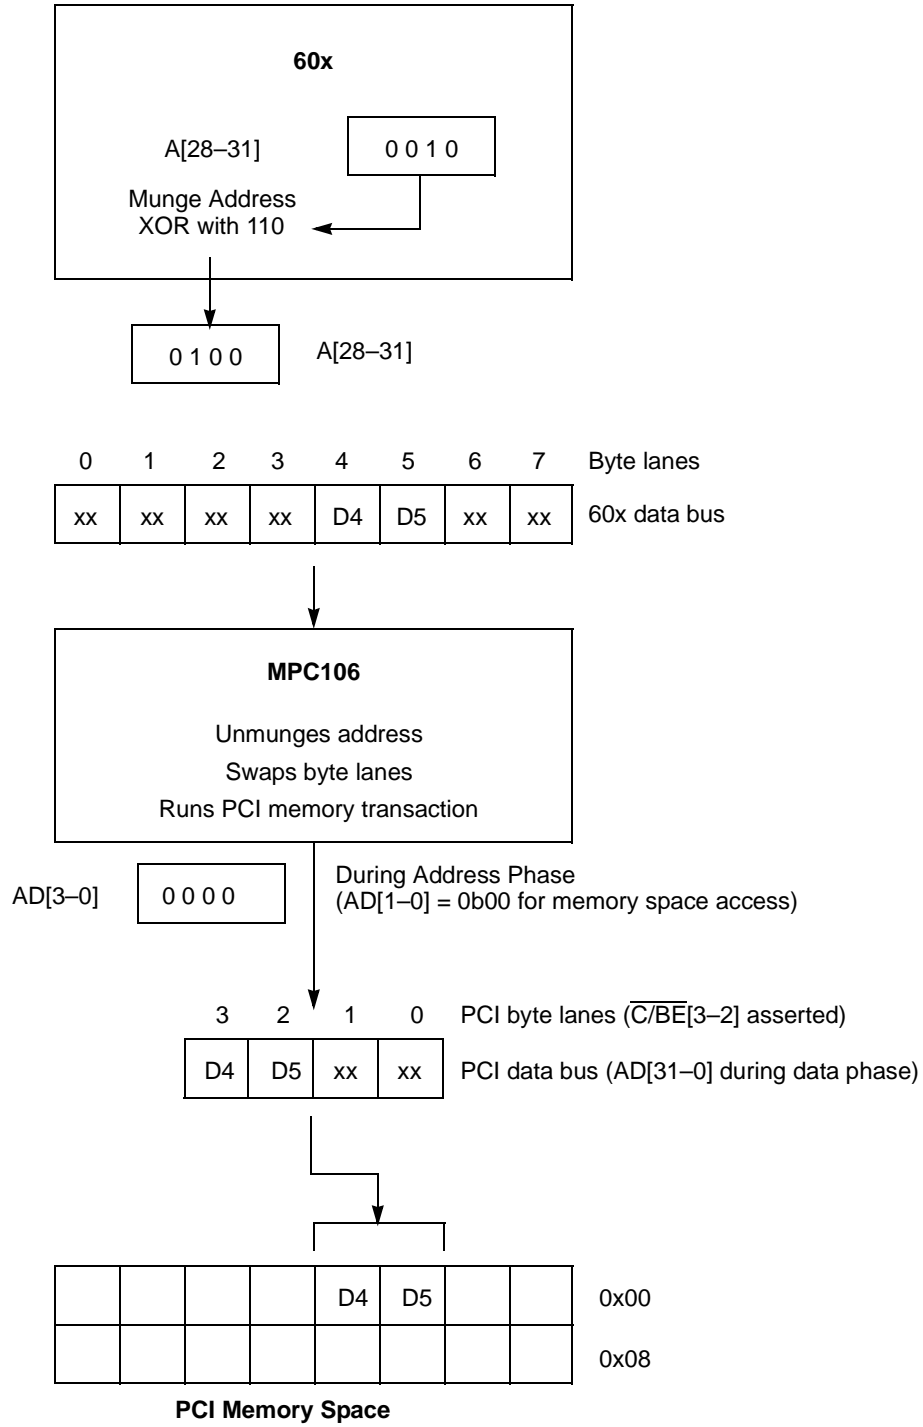 60x
A[28–31] 0 0 1 0
Munge Address
XOR with 110
0 1 0 0 A[28–31]
0 1 2 3 4 5 6 7 Byte lanes
xx xx xx xx D4 D5 xx xx 60x data bus
MPC106
Unmunges address
Swaps byte lanes
Runs PCI memory transaction
AD[3–0] 0 0 0 0 During Address Phase
(AD[1–0] = 0b00 for memory space access)
3 2 1 0 PCI byte lanes (C/BE[3–2] asserted)
D4 D5 xx xx PCI data bus (AD[31–0] during data phase)
D4 D5 0x00
0x08
PCI Memory Space